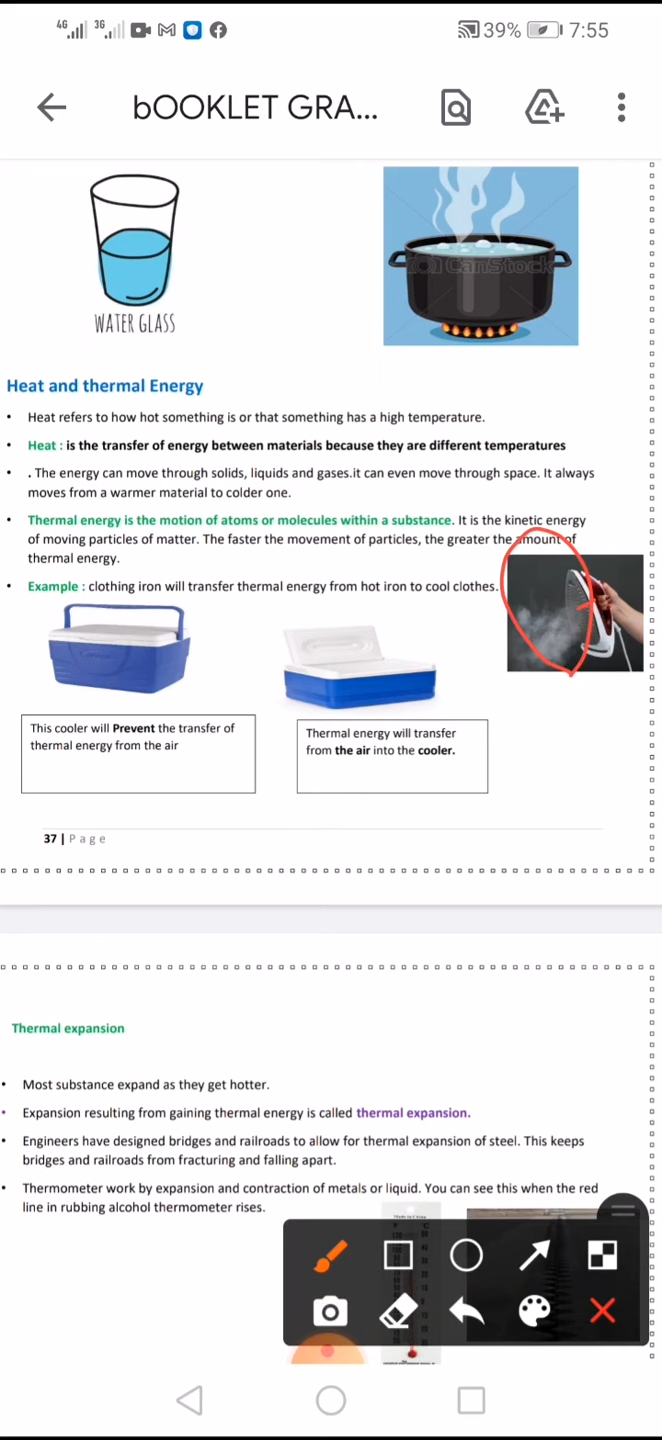 4G 3G 39% 7:55
bOOKLET GRA...
CanStock
WATER GLASS
Heat and thermal Energy
• Heat refers to how hot something is or that something has a high temperature.
• Heat : is the transfer of energy between materials because they are different temperatures
• . The energy can move through solids, liquids and gases.it can even move through space. It always
moves from a warmer material to colder one.
• Thermal energy is the motion of atoms or molecules within a substance. It is the kinetic energy
of moving particles of matter. The faster the movement of particles, the greater the amount of
thermal energy.
• Example : clothing iron will transfer thermal energy from hot iron to cool clothes.
This cooler will Prevent the transfer of
thermal energy from the air
Thermal energy will transfer
from the air into the cooler.
37 | Page
Thermal expansion
• Most substance expand as they get hotter.
• Expansion resulting from gaining thermal energy is called thermal expansion.
• Engineers have designed bridges and railroads to allow for thermal expansion of steel. This keeps
bridges and railroads from fracturing and falling apart.
• Thermometer work by expansion and contraction of metals or liquid. You can see this when the red
line in rubbing alcohol thermometer rises.